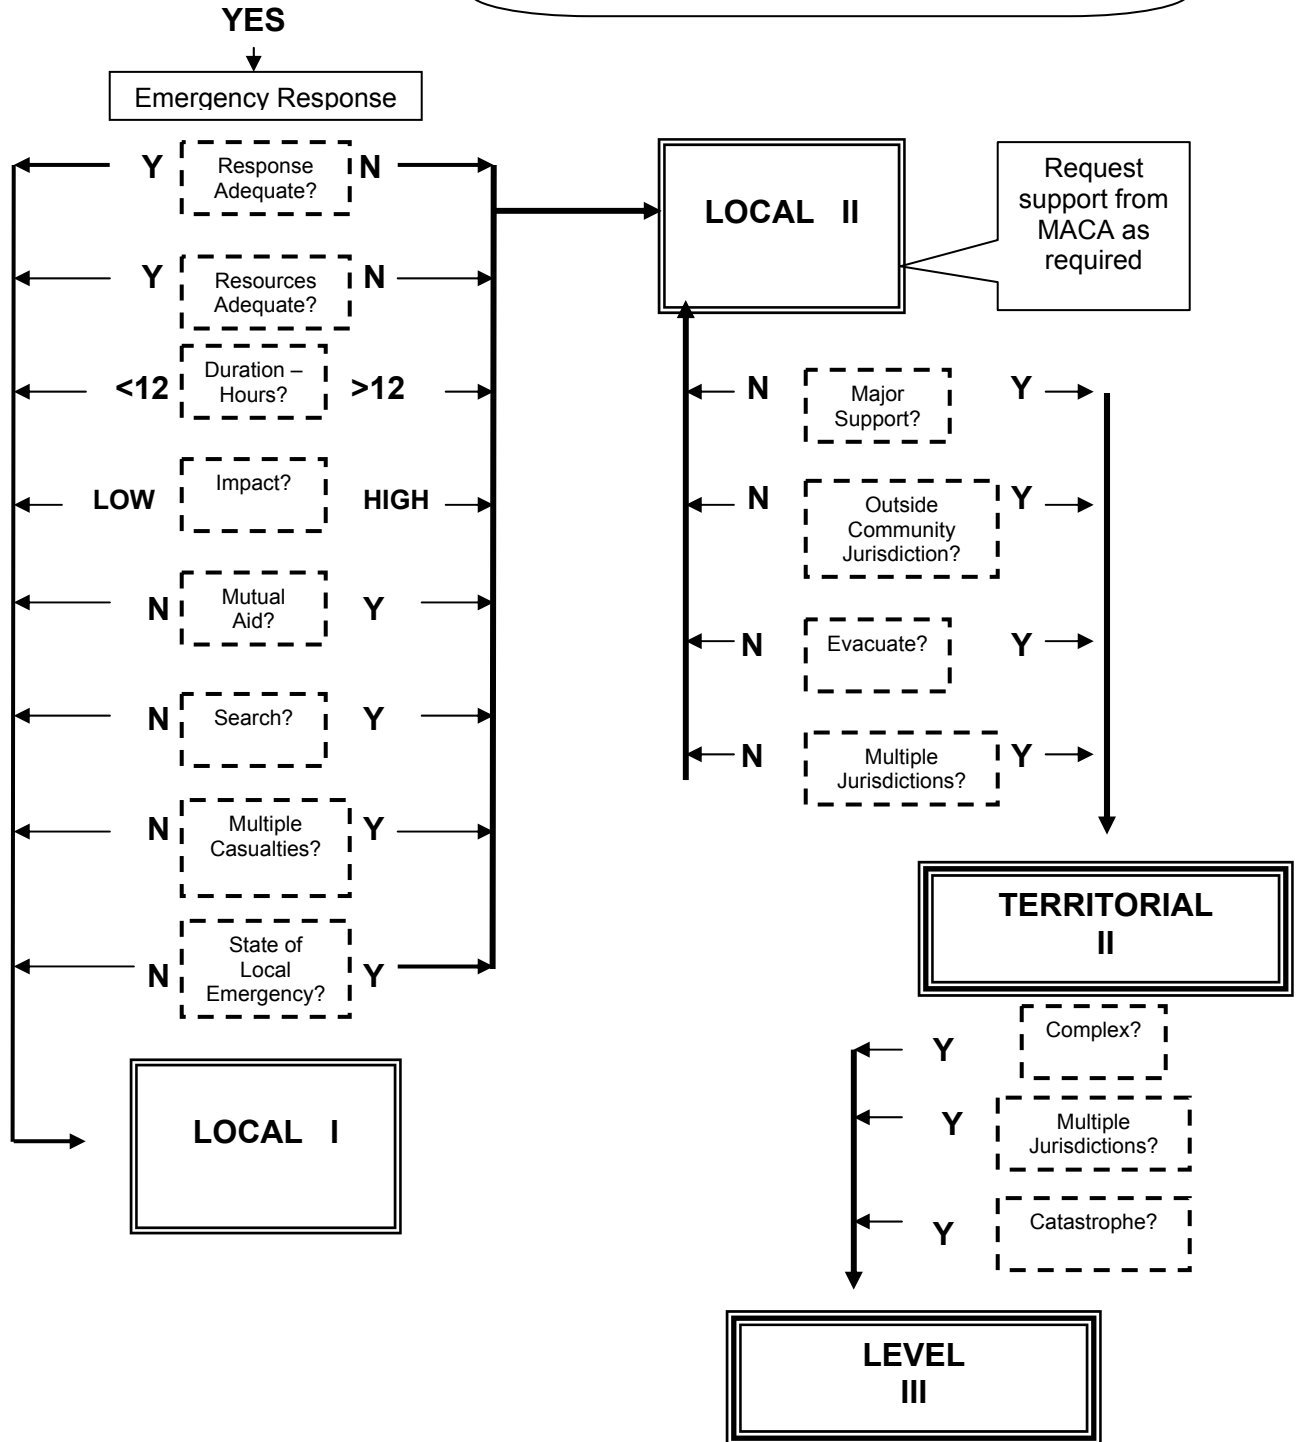 YES
Emergency Response
Y
Response
Adequate?
N
Y
Resources
Adequate?
N
<12
Duration –
Hours?
>12
LOW
Impact?
HIGH
N
Mutual
Aid?
Y
N
Search?
Y
N
Multiple
Casualties?
Y
N
State of
Local
Emergency?
Y
LOCAL I
LOCAL II
Request
support from
MACA as
required
N
Major
Support?
Y
N
Outside
Community
Jurisdiction?
Y
N
Evacuate?
Y
N
Multiple
Jurisdictions?
Y
TERRITORIAL
II
Y
Complex?
Y
Multiple
Jurisdictions?
Y
Catastrophe?
LEVEL
III